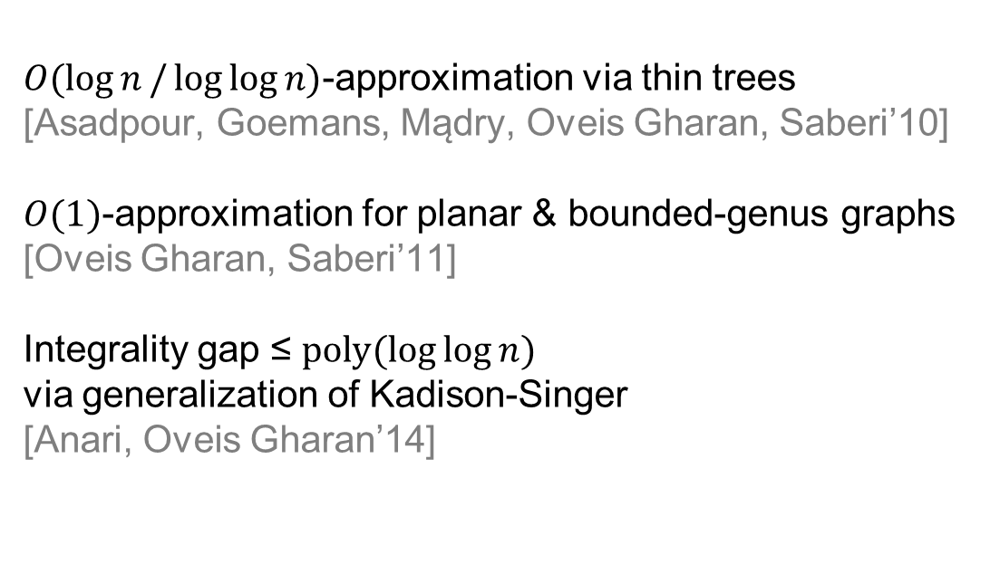 O(log n / log log n)-approximation via thin trees
[Asadpour, Goemans, Mądry, Oveis Gharan, Saberi’10]
O(1)-approximation for planar & bounded-genus graphs
[Oveis Gharan, Saberi’11]
Integrality gap ≤ poly(log log n)
via generalization of Kadison-Singer
[Anari, Oveis Gharan’14]